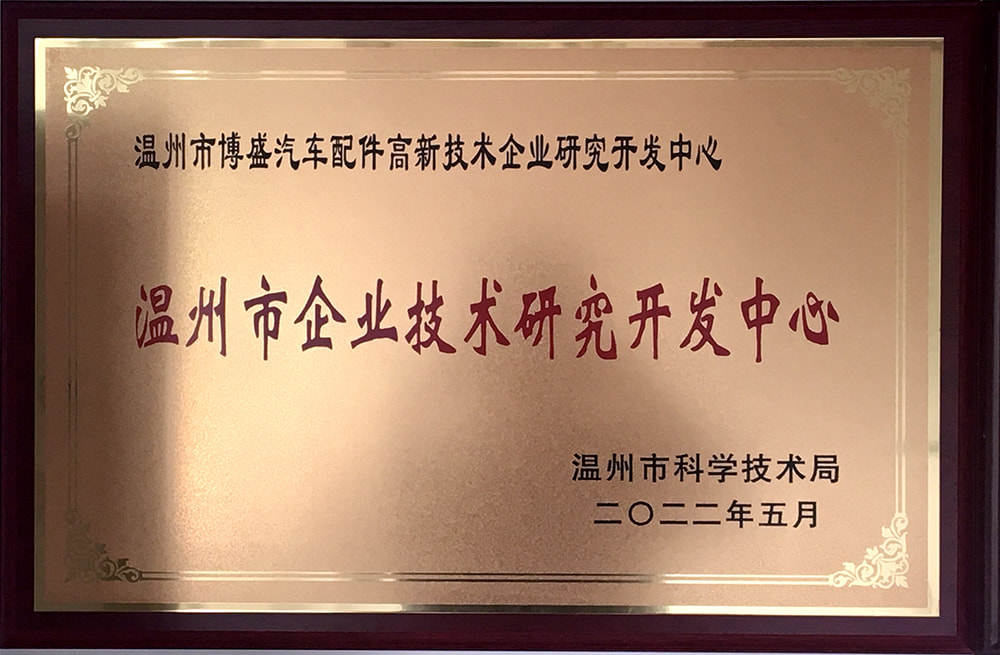 温州市博盛汽车配件高新技术企业研究开发中心
温州市企业技术研究开发中心
温州市科学技术局
二〇二二年五月